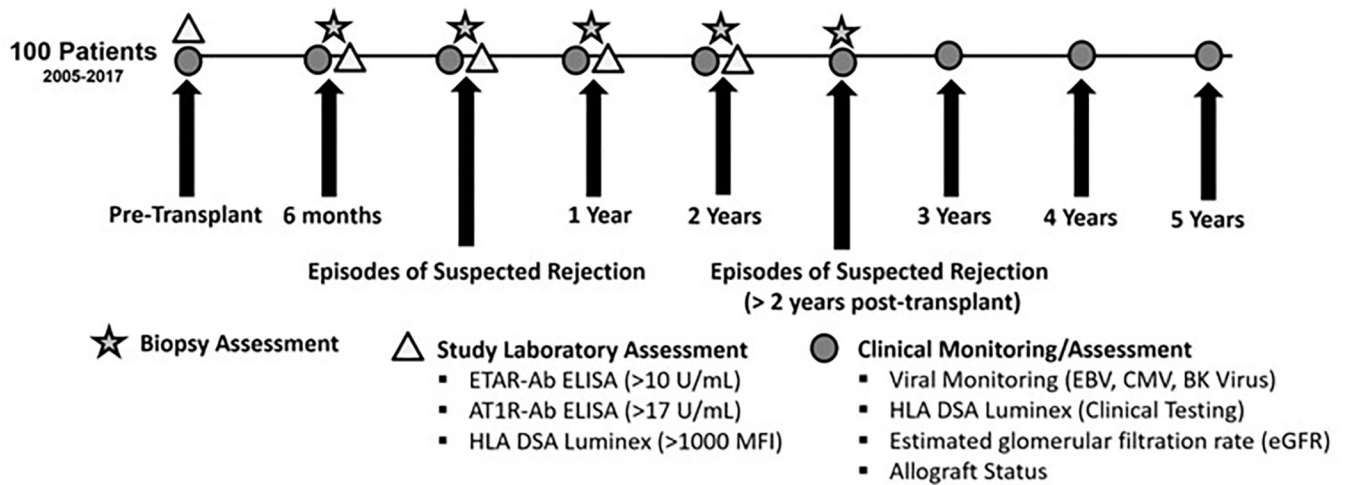 100 Patients
2005-2017
Pre-Transplant
6 months
1 Year
2 Years
3 Years
4 Years
5 Years
Episodes of Suspected Rejection
Episodes of Suspected Rejection
(> 2 years post-transplant)
Biopsy Assessment
Study Laboratory Assessment
▪ ETAR-Ab ELISA (>10 U/mL)
▪ AT1R-Ab ELISA (>17 U/mL)
▪ HLA DSA Luminex (>1000 MFI)
Clinical Monitoring/Assessment
▪ Viral Monitoring (EBV, CMV, BK Virus)
▪ HLA DSA Luminex (Clinical Testing)
▪ Estimated glomerular filtration rate (eGFR)
▪ Allograft Status